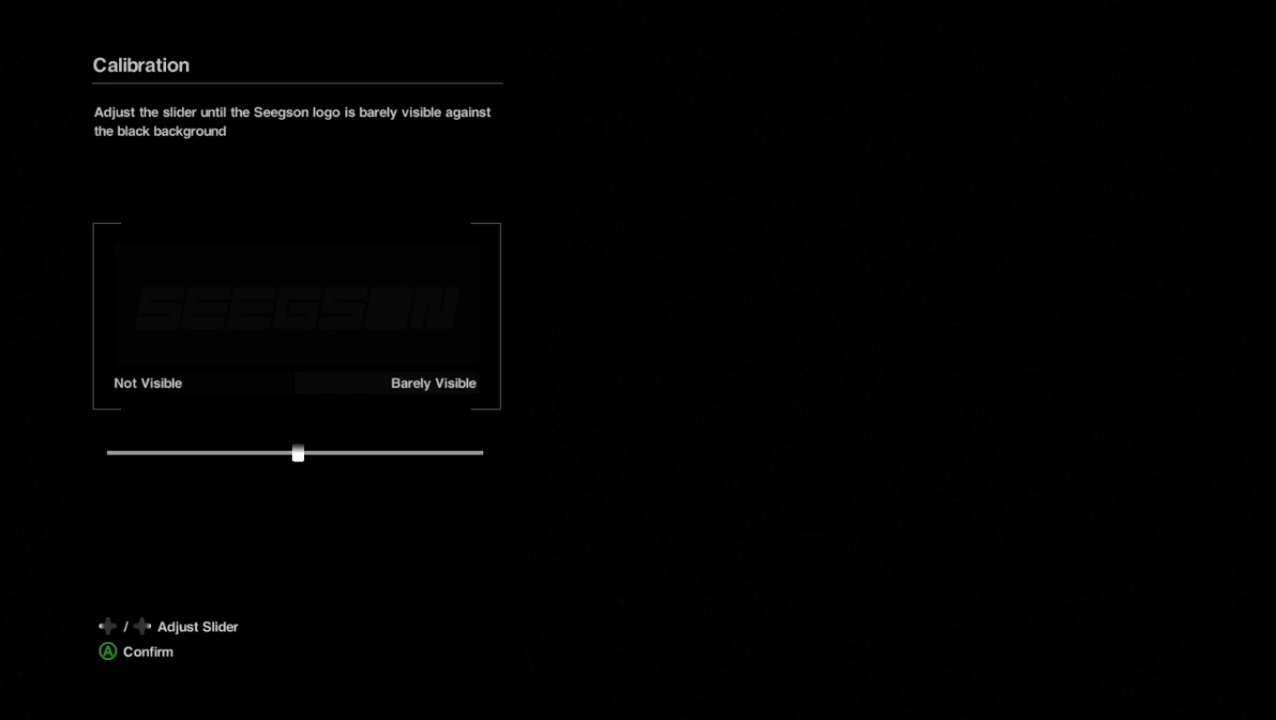 Calibration
Adjust the slider until the Seegson logo is barely visible against
the black background
SEEGSON
Not Visible
Barely Visible
/ Adjust Slider
A Confirm